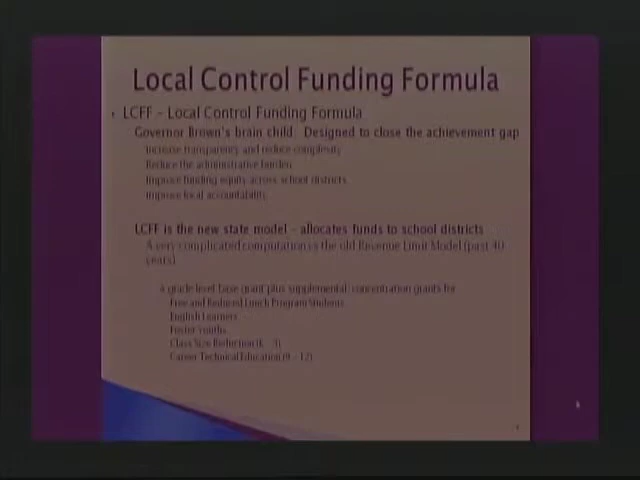 Local Control Funding Formula
LCFF - Local Control Funding Formula
Governor Brown's brain child Designed to close the achievement gap
Increase transparency and reduce complexity
Reduce the administrative burden
Improve funding equity across school districts
Improve local accountability
LCFF is the new state model - allocates funds to school districts
A very complicated computation vs the old Revenue Limit Model (past 40
years)
A grade level base grant plus supplemental/concentration grants for
Free and Reduced Lunch Program Students
English Learners
Foster Youths
Class Size Reduction (K - 3)
Career Technical Education (9 - 12)